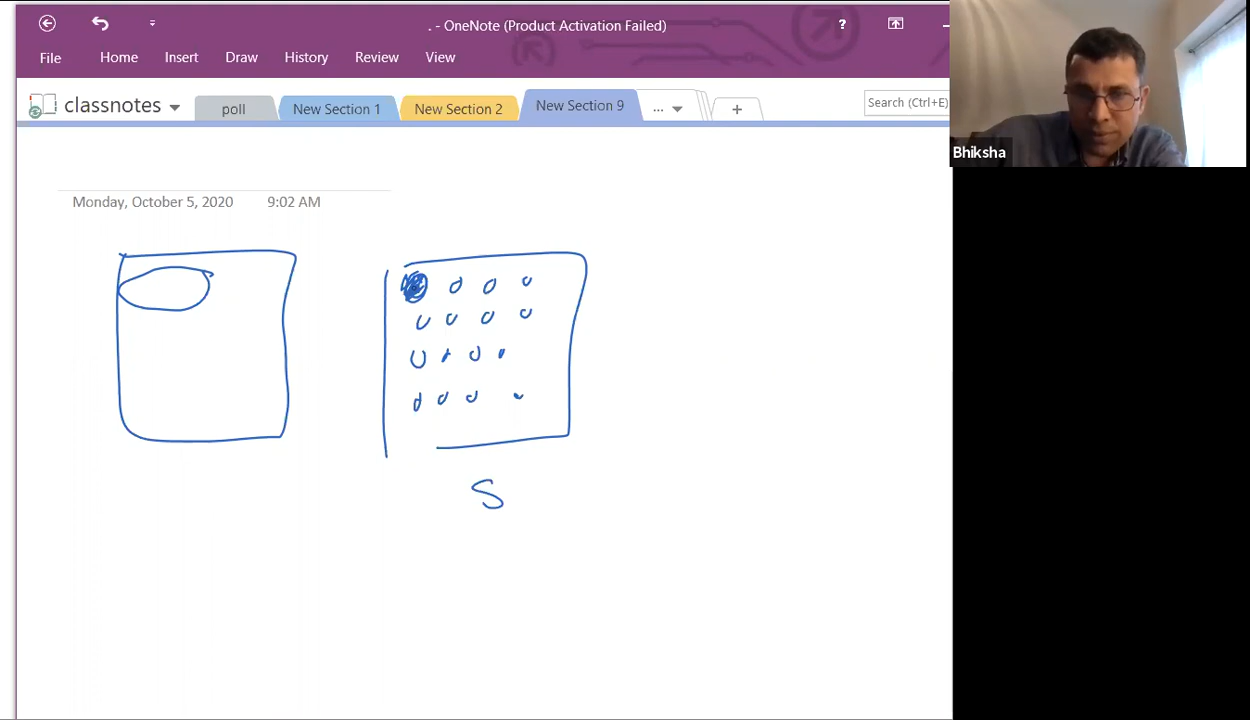 . - OneNote (Product Activation Failed)
?
File Home Insert Draw History Review View
classnotes poll New Section 1 New Section 2 New Section 9 ... + Search (Ctrl+E)
Bhiksha
Monday, October 5, 2020 9:02 AM
S